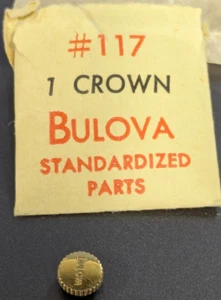 #117
1 CROWN
BULOVA
STANDARDIZED
PARTS